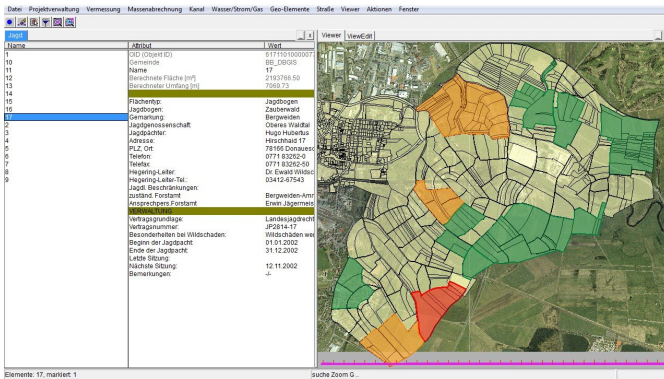 Datei Projektverwaltung Vermessung Massenabrechnung Kanal Wasser/Strom/Gas Geo-Elemente Straße Viewer Aktionen Fenster
Jagd
Viewer ViewEdit
Name Attribut Wert
1 OID (Objekt ID)
10 Gemeinde BB_DBGIS
11 Name 17
12 Berechnete Fläche [m²] 2193766.50
13 Berechneter Umfang [m] 7069.73
14
15 Flächentyp: Jagdbogen
16 Jagdbogen: Zauberwald
17 Gemarkung: Bergweiden
2 Jagdgenossenschaft: Oberes Waldtal
3 Jagdpächter: Hugo Hubertus
4 Adresse: Hirschhaid 17
5 PLZ, Ort: 78166 Donauesc
6 Telefon: 0771 83262-0
7 Telefax: 0771 83262-50
8 Hegering-Leiter: Dr. Ewald Wildsc
9 Hegering-Leiter-Tel.: 03412-67543
Jagdl. Beschränkungen:
zuständ. Forstamt Bergweiden-Amr
Ansprechpers.Forstamt Erwin Jägermeis
VERWALTUNG
Vertragsgrundlage: Landesjagdrecht
Vertragsnummer: JP2814-17
Besonderheiten bei Wildschaden: Wildschäden wer
Beginn der Jagdpacht: 01.01.2002
Ende der Jagdpacht: 31.12.2002
Letzte Sitzung:
Nächste Sitzung: 12.11.2002
Bemerkungen: -/-
Elemente: 17, markiert: 1 suche Zoom G...